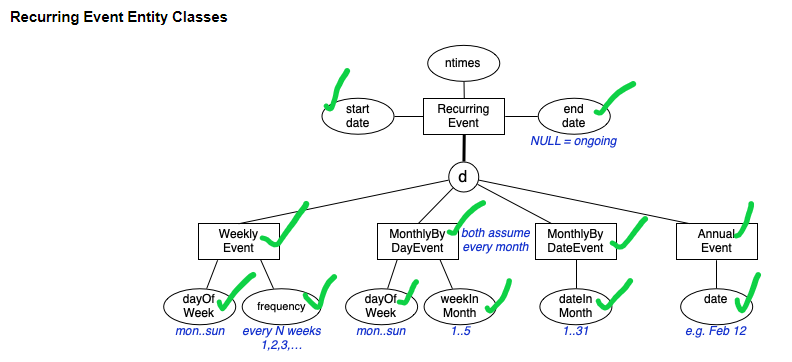 Recurring Event Entity Classes
ntimes
start
date
Recurring
Event
end
date
NULL = ongoing
d
Weekly
Event
MonthlyBy
DayEvent
both assume
every month
MonthlyBy
DateEvent
Annual
Event
dayOf
Week
frequency
dayOf
Week
weekIn
Month
dateIn
Month
date
mon..sun
every N weeks
1,2,3,...
mon..sun
1..5
1..31
e.g. Feb 12